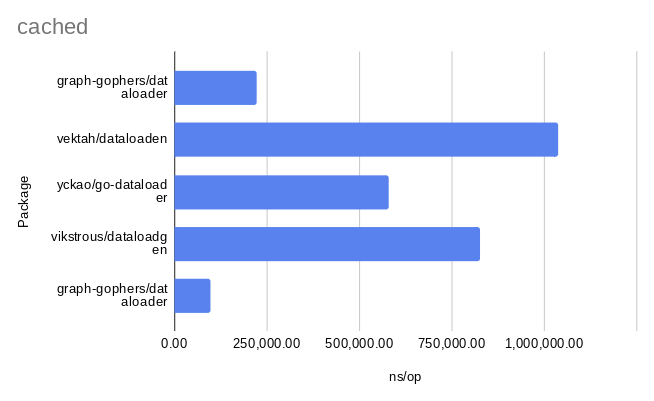 cached
graph-gophers/dat
aloader
vektah/dataloaden
yckao/go-dataload
er
vikstrous/dataloadg
en
graph-gophers/dat
aloader
Package
0.00
250,000.00
500,000.00
750,000.00
1,000,000.00
ns/op